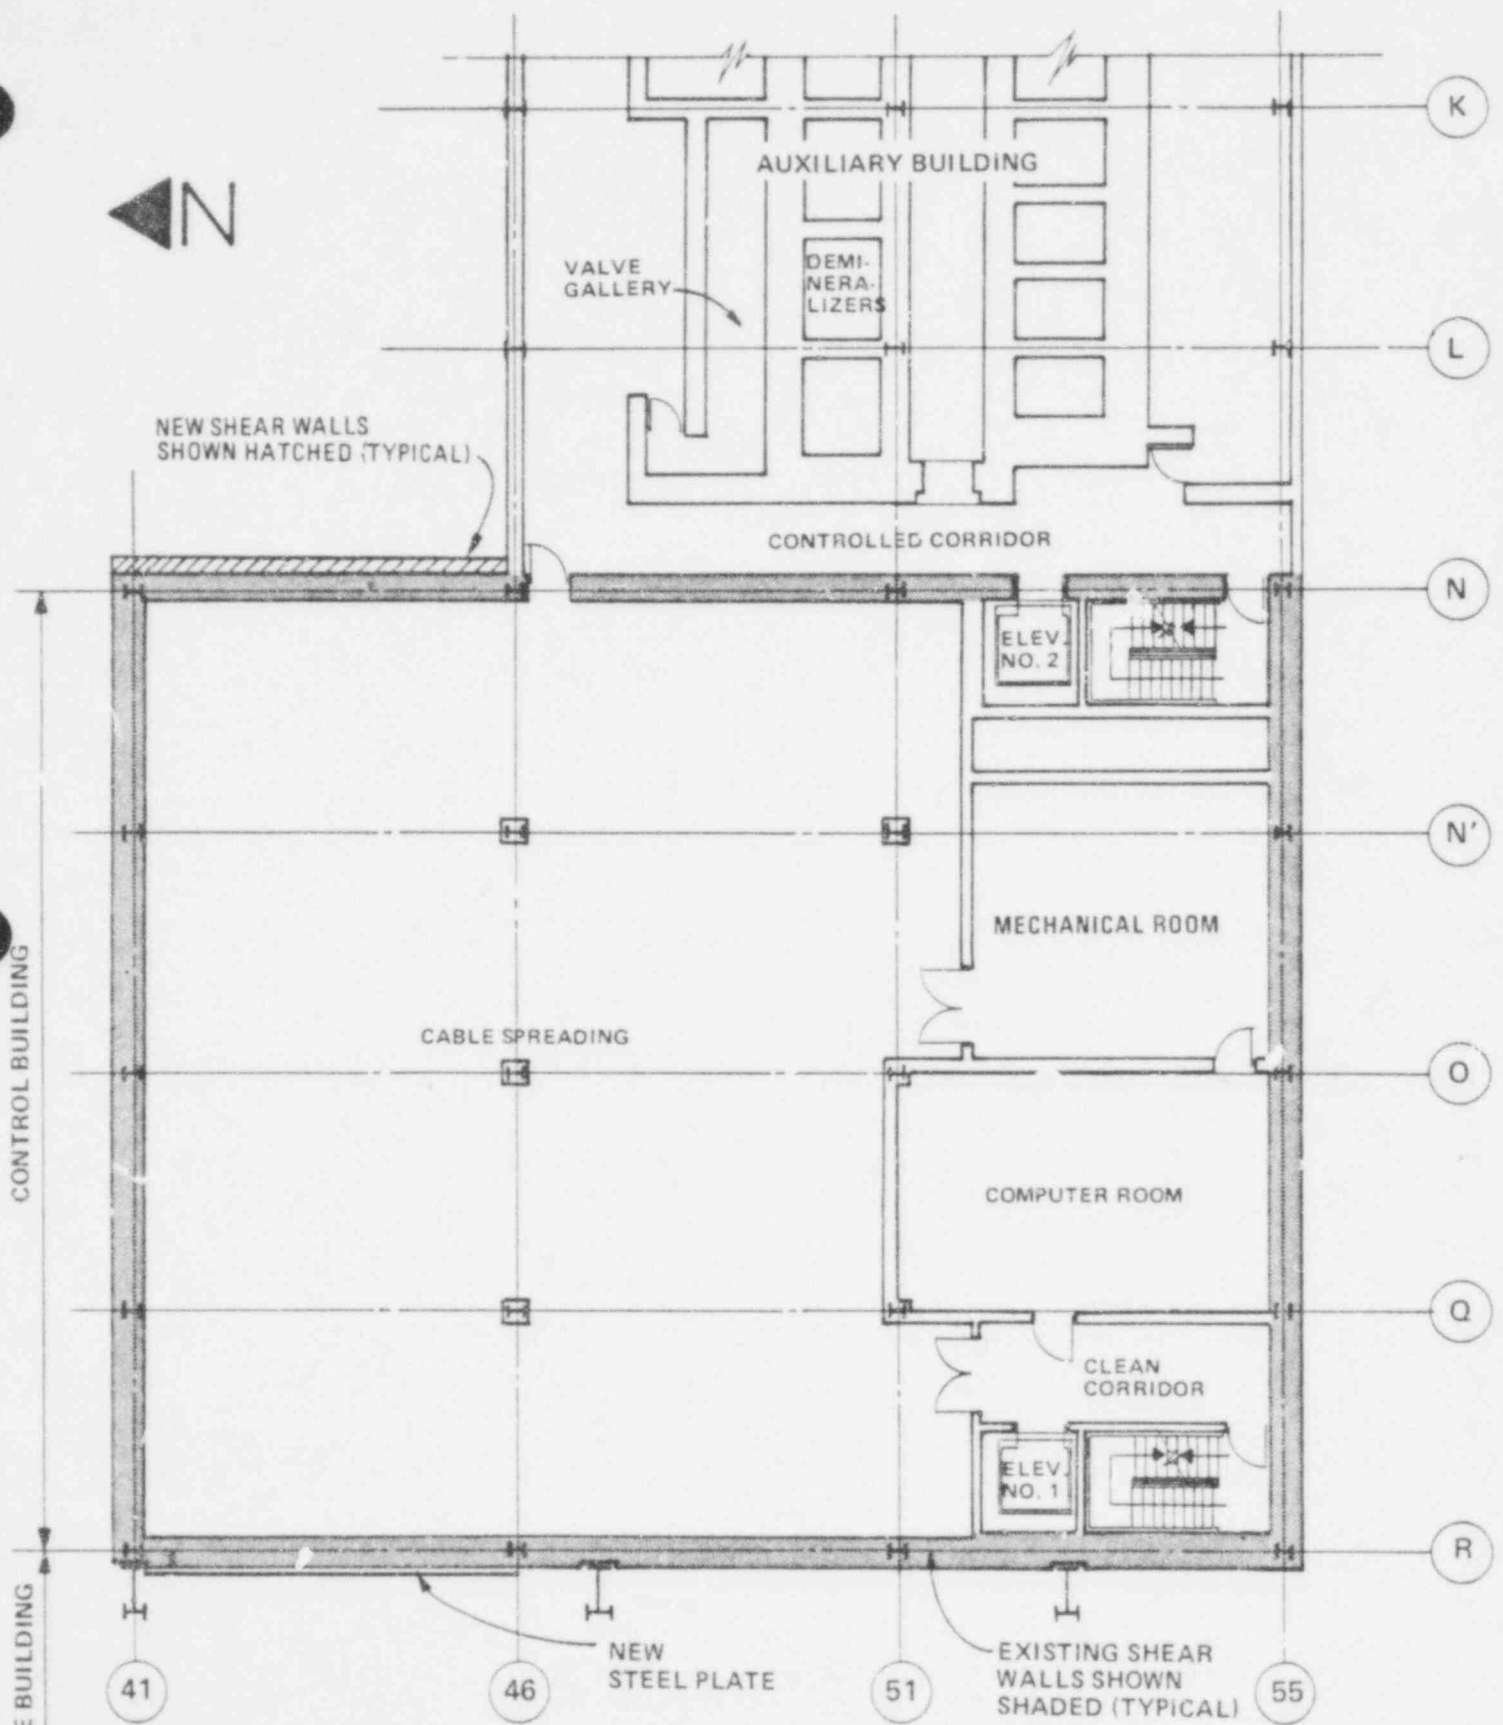 K
AUXILIARY BUILDING
N
VALVE
GALLERY
DEMI-
NERA-
LIZERS
L
NEW SHEAR WALLS
SHOWN HATCHED (TYPICAL)
CONTROLLED CORRIDOR
N
ELEV.
NO. 2
N'
MECHANICAL ROOM
CONTROL BUILDING
CABLE SPREADING
O
COMPUTER ROOM
Q
CLEAN
CORRIDOR
ELEV.
NO. 1
R
E BUILDING
NEW
STEEL PLATE
EXISTING SHEAR
WALLS SHOWN
SHADED (TYPICAL)
41
46
51
55